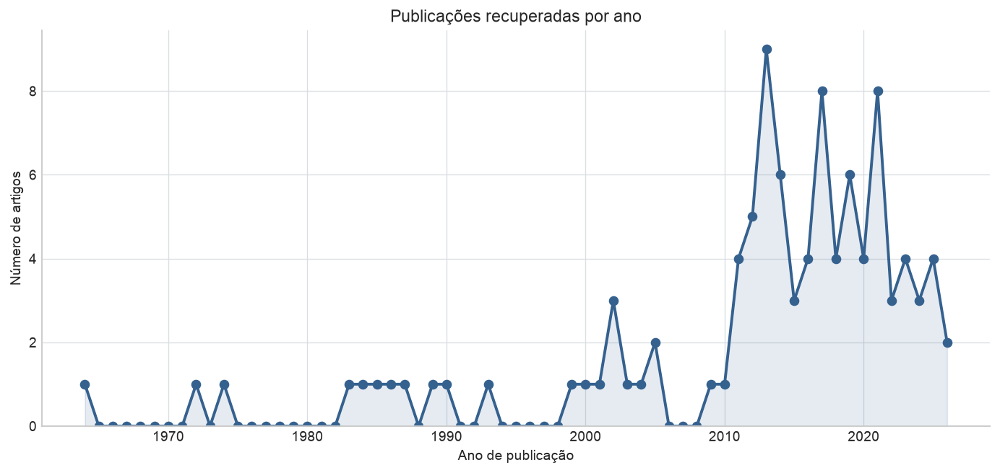 Publicações recuperadas por ano
Número de artigos
8
6
4
2
0
1970 1980 1990 2000 2010 2020
Ano de publicação